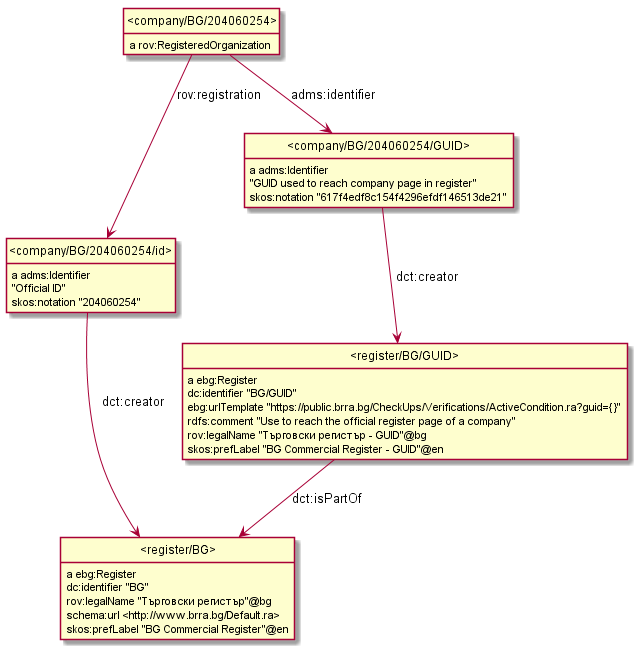 <company/BG/204060254>
a rov:RegisteredOrganization
rov:registration
adms:identifier
<company/BG/204060254/GUID>
a adms:Identifier
"GUID used to reach company page in register"
skos:notation "617f4edf8c154f4296efdf146513de21"
<company/BG/204060254/id>
a adms:Identifier
"Official ID"
skos:notation "204060254"
dct:creator
<register/BG/GUID>
a ebg:Register
dc:identifier "BG/GUID"
ebg:urlTemplate "https://public.brra.bg/CheckUps/Verifications/ActiveCondition.ra?guid={}"
rdfs:comment "Use to reach the official register page of a company"
rov:legalName "Търговски регистър - GUID"@bg
skos:prefLabel "BG Commercial Register - GUID"@en
dct:creator
dct:isPartOf
<register/BG>
a ebg:Register
dc:identifier "BG"
rov:legalName "Търговски регистър"@bg
schema:url <http://www.brra.bg/Default.ra>
skos:prefLabel "BG Commercial Register"@en